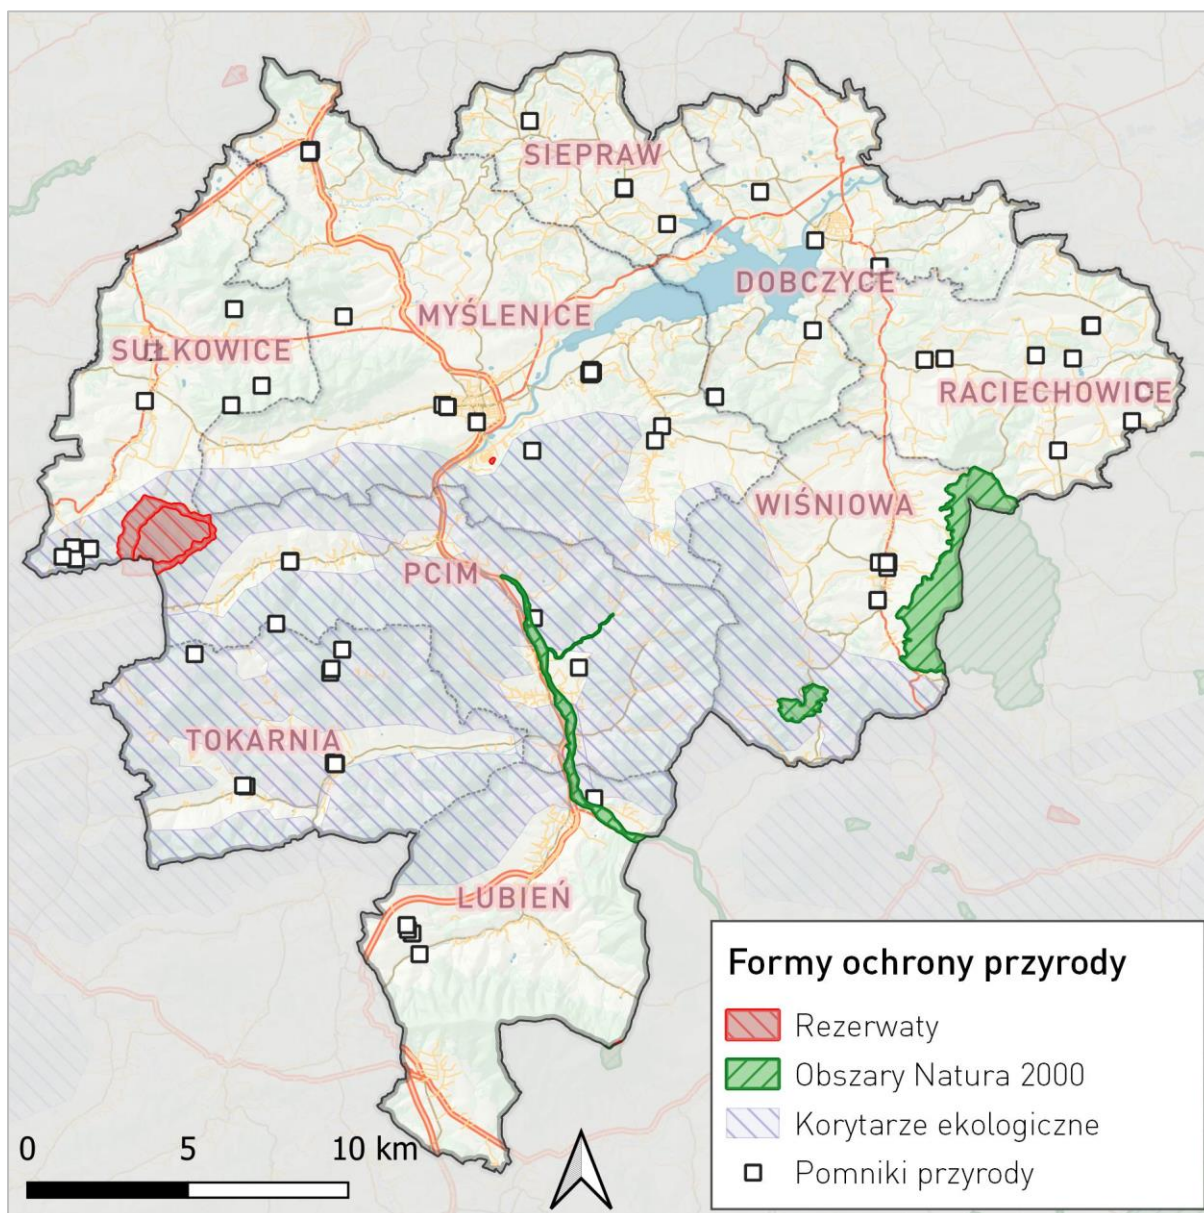 SIEPRAW
DOBCZYCE
MYŚLENICE
SUŁKOWICE
RACIECHOWICE
WIŚNIOWA
PCIM
TOKARNIA
LUBIEŃ
Formy ochrony przyrody
Rezerwaty
Obszary Natura 2000
Korytarze ekologiczne
Pomniki przyrody
0 5 10 km